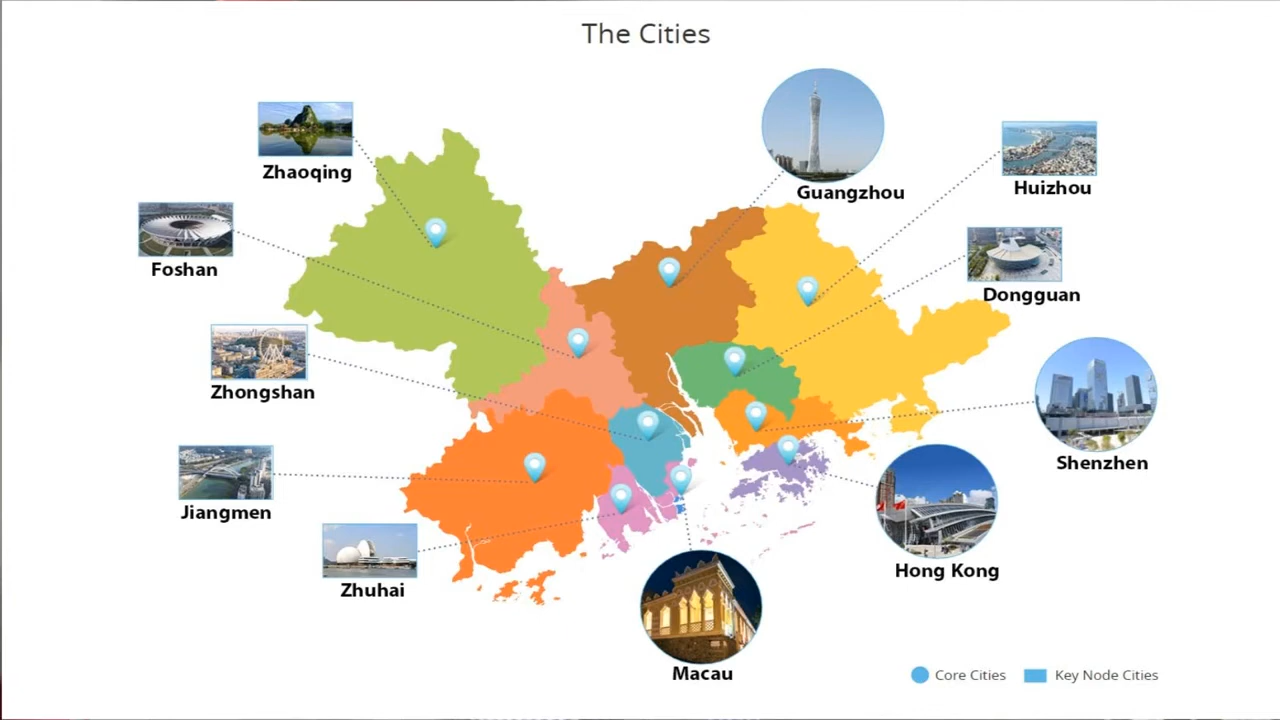 The Cities
Zhaoqing
Guangzhou
Huizhou
Foshan
Dongguan
Zhongshan
Shenzhen
Jiangmen
Hong Kong
Zhuhai
Macau
Core Cities
Key Node Cities